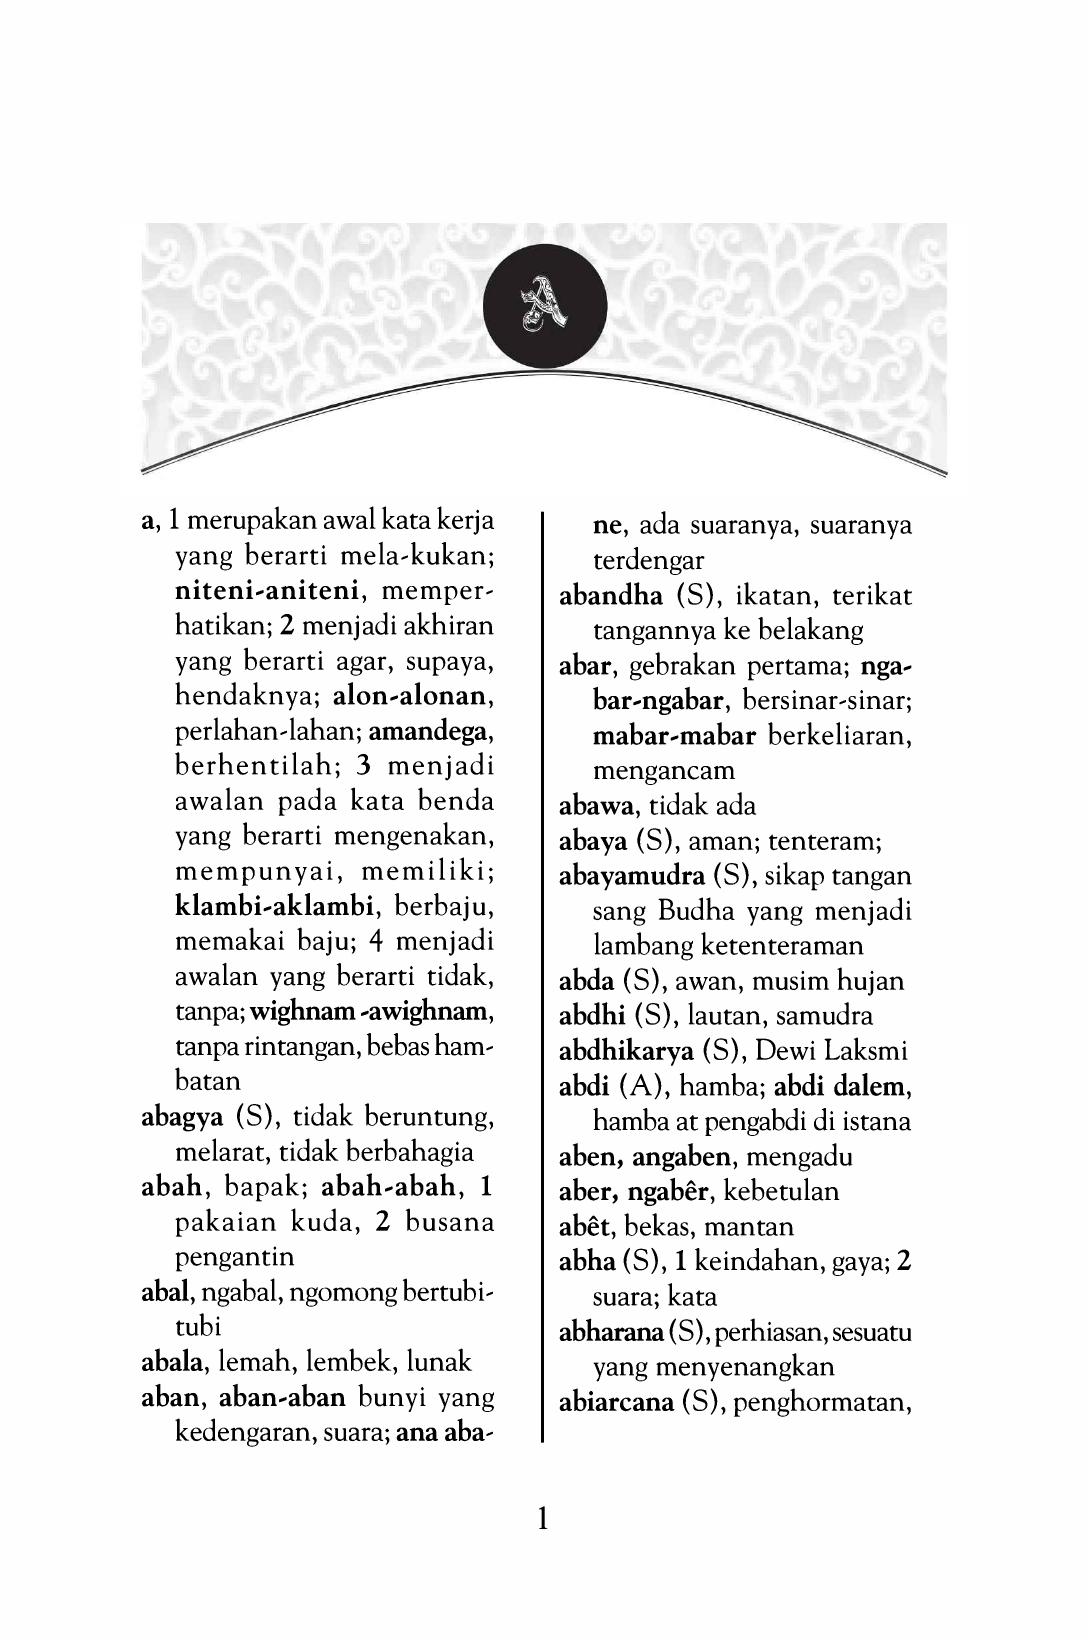 A
a, 1 merupakan awal kata kerja
yang berarti mela-kukan;
niteni-aniteni, memper-
hatikan; 2 menjadi akhiran
yang berarti agar, supaya,
hendaknya; alon-alonan,
perlahan-lahan; amandega,
berhentilah; 3 menjadi
awalan pada kata benda
yang berarti mengenakan,
mempunyai, memiliki;
klambi-aklambi, berbaju,
memakai baju; 4 menjadi
awalan yang berarti tidak,
tanpa; wighnam -awighnam,
tanpa rintangan, bebas ham-
batan
abagya (S), tidak beruntung,
melarat, tidak berbahagia
abah, bapak; abah-abah, 1
pakaian kuda, 2 busana
pengantin
abal, ngabal, ngomong bertubi-
tubi
abala, lemah, lembek, lunak
aban, aban-aban bunyi yang
kedengaran, suara; ana aba-
ne, ada suaranya, suaranya
terdengar
abandha (S), ikatan, terikat
tangannya ke belakang
abar, gebrakan pertama; nga-
bar-ngabar, bersinar-sinar;
mabar-mabar berkeliaran,
mengancam
abawa, tidak ada
abaya (S), aman; tenteram;
abayamudra (S), sikap tangan
sang Budha yang menjadi
lambang ketenteraman
abda (S), awan, musim hujan
abdhi (S), lautan, samudra
abdhikarya (S), Dewi Laksmi
abdi (A), hamba; abdi dalem,
hamba at pengabdi di istana
aben, angaben, mengadu
aber, ngabêr, kebetulan
abêt, bekas, mantan
abha (S), 1 keindahan, gaya; 2
suara; kata
abharana (S), perhiasan, sesuatu
yang menyenangkan
abiarcana (S), penghormatan,
1